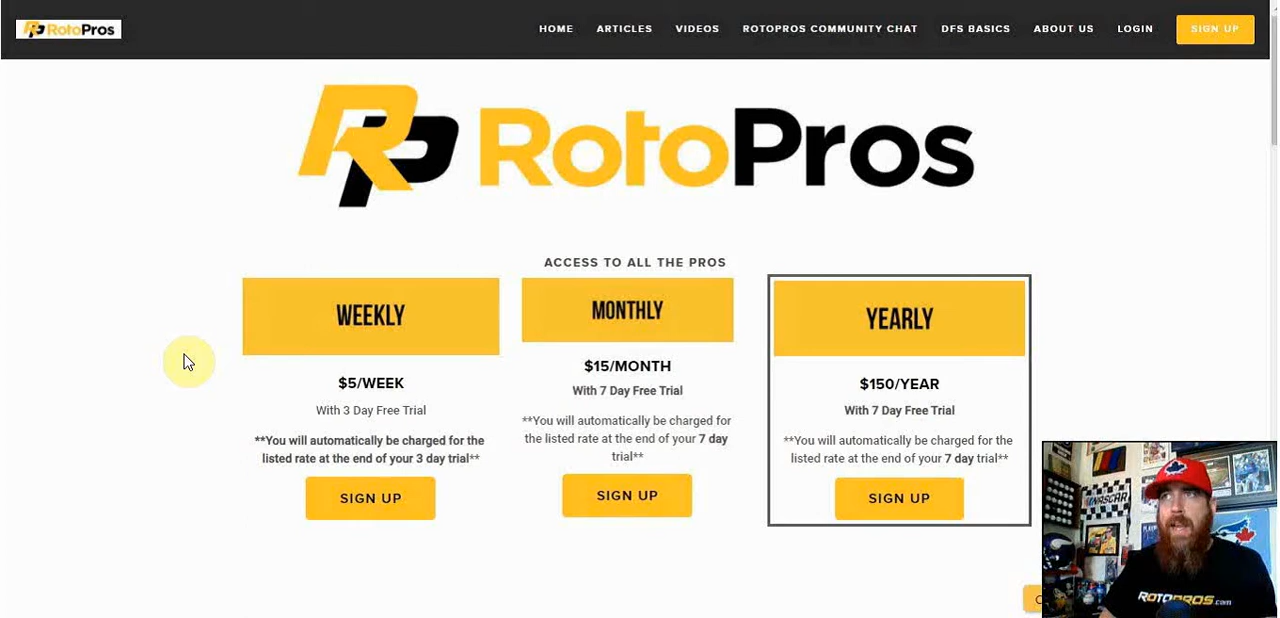 RotoPros
HOME
ARTICLES
VIDEOS
ROTOPROS COMMUNITY CHAT
DFS BASICS
ABOUT US
LOGIN
SIGN UP
RP RotoPros
ACCESS TO ALL THE PROS
WEEKLY
$5/WEEK
With 3 Day Free Trial
**You will automatically be charged for the
listed rate at the end of your 3 day trial**
SIGN UP
MONTHLY
$15/MONTH
With 7 Day Free Trial
**You will automatically be charged for
the listed rate at the end of your 7 day
trial**
SIGN UP
YEARLY
$150/YEAR
With 7 Day Free Trial
**You will automatically be charged for the
listed rate at the end of your 7 day trial**
SIGN UP
NASCAR
ROTOPROS.com